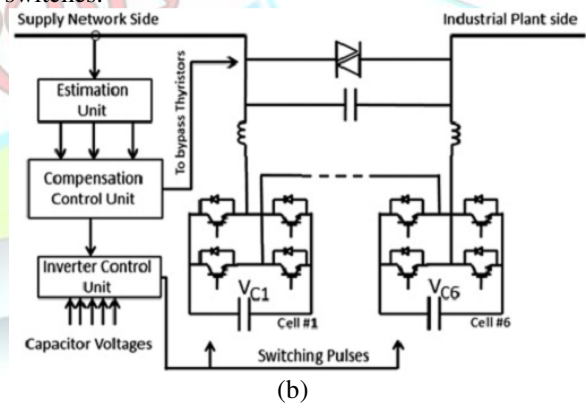 switches.
Supply Network Side
Industrial Plant side
Estimation
Unit
To bypass Thyristors
Compensation
Control Unit
Inverter Control
Unit
VC1
VC6
Cell #1
Cell #6
Capacitor Voltages
Switching Pulses
(b)